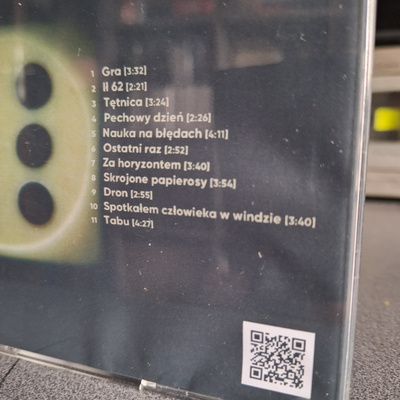 1 Gra [3:32]
2 Ił 62 [2:21]
3 Tętnica [3:24]
4 Pechowy dzień [2:26]
5 Nauka na błędach [4:11]
6 Ostatni raz [2:52]
7 Za horyzontem [3:40]
8 Skrojone papierosy [3:54]
9 Dron [2:55]
10 Spotkałem człowieka w windzie [3:40]
11 Tabu [4:27]